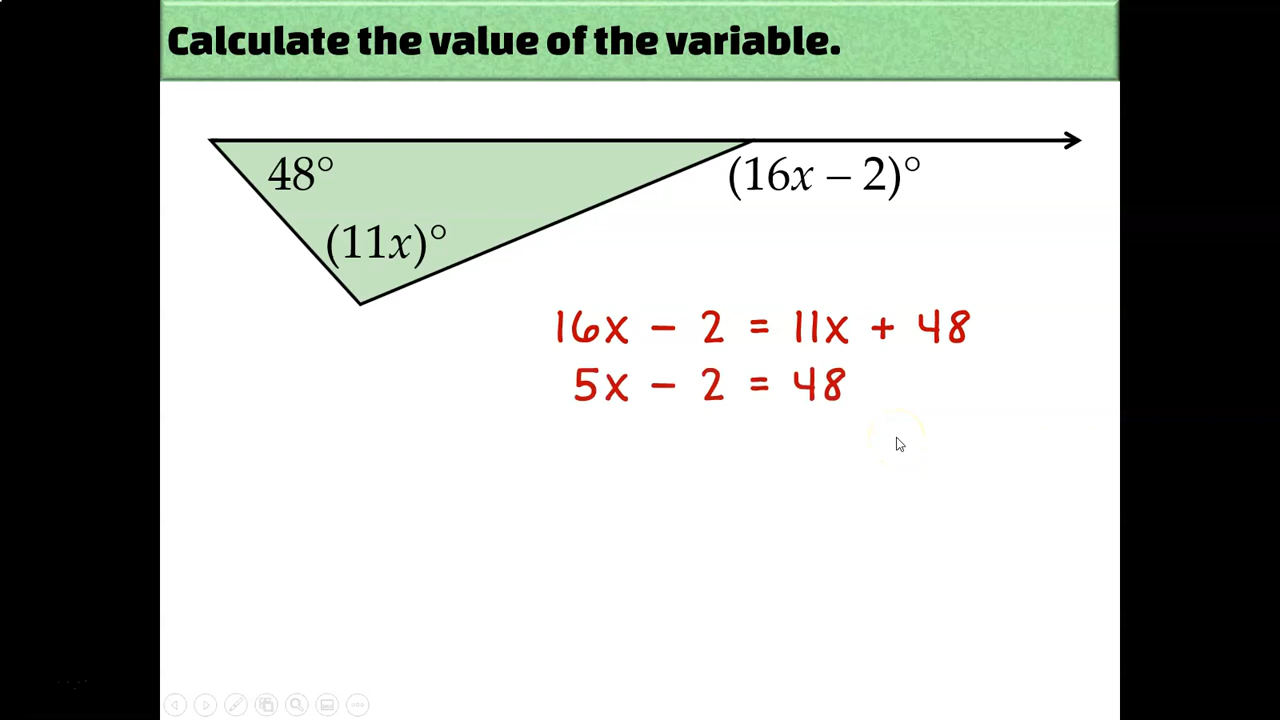 Calculate the value of the variable.
48°
(16x – 2)°
(11x)°
16x – 2 = 11x + 48
5x – 2 = 48